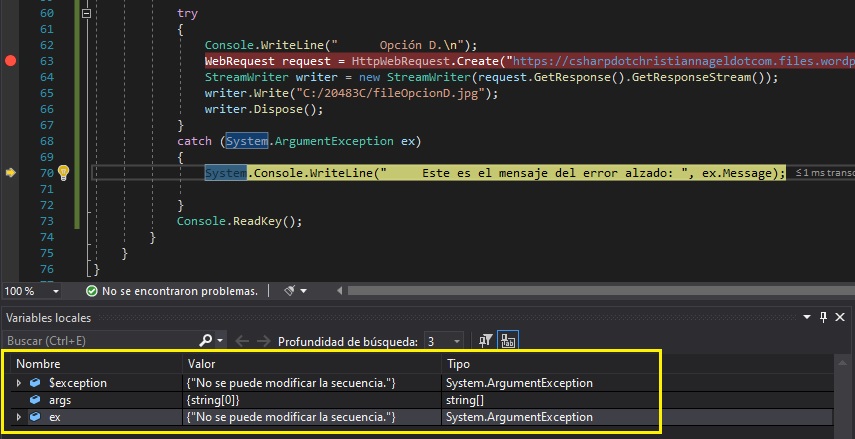 60 try
61 {
62 Console.WriteLine("      Opción D.\n");
63 WebRequest request = HttpWebRequest.Create("https://csharpdotchristiannageldotcom.files.wordp
64 StreamWriter writer = new StreamWriter(request.GetResponse().GetResponseStream());
65 writer.Write("C:/20483C/fileOpcionD.jpg");
66 writer.Dispose();
67 }
68 catch (System.ArgumentException ex)
69 {
70 System.Console.WriteLine("     Este es el mensaje del error alzado: ", ex.Message); ≤1 ms transc
71
72 }
73 Console.ReadKey();
74 }
75 }
76 }
100 % No se encontraron problemas.
Variables locales
Buscar (Ctrl+E) Profundidad de búsqueda: 3
Nombre Valor Tipo
$exception {"No se puede modificar la secuencia."} System.ArgumentException
args {string[0]} string[]
ex {"No se puede modificar la secuencia."} System.ArgumentException